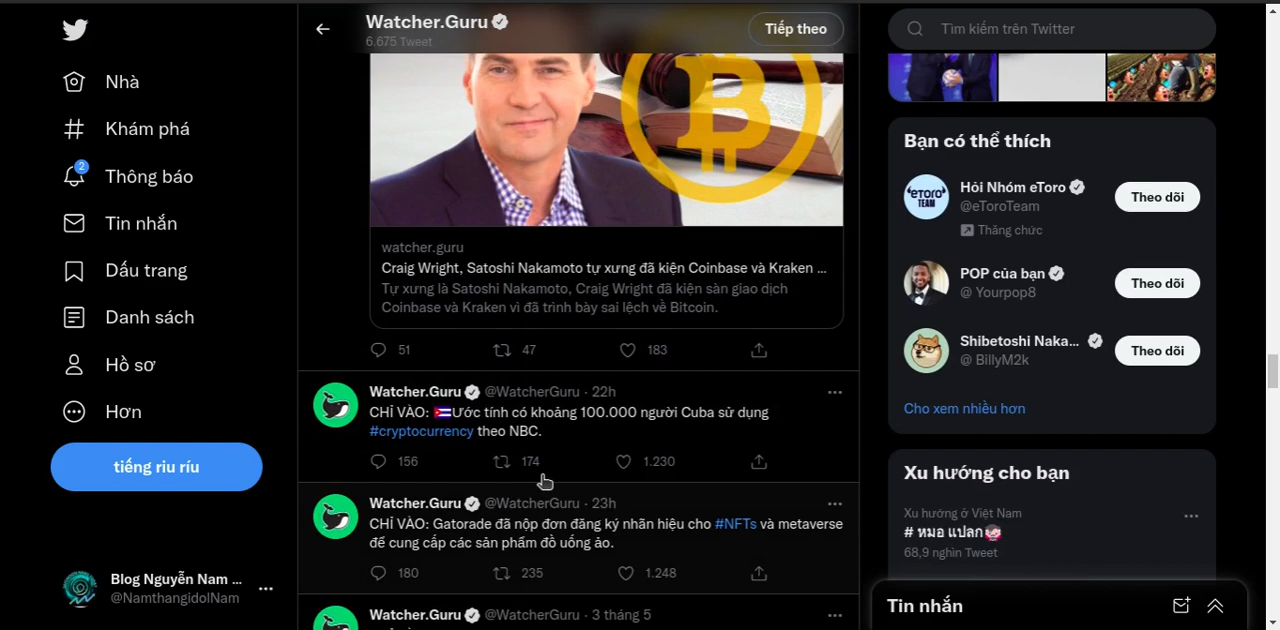 Watcher.Guru
6.675 Tweet
Tiếp theo
Tìm kiếm trên Twitter
Nhà
Khám phá
2
Thông báo
Tin nhắn
Dấu trang
Danh sách
Hồ sơ
Hơn
tiếng riu ríu
Blog Nguyễn Nam ...
@NamthangidolNam
watcher.guru
Craig Wright, Satoshi Nakamoto tự xưng đã kiện Coinbase và Kraken ...
Tự xưng là Satoshi Nakamoto, Craig Wright đã kiện sàn giao dịch
Coinbase và Kraken vì đã trình bày sai lệch về Bitcoin.
51 47 183
Watcher.Guru @WatcherGuru · 22h
CHỈ VÀO: 🇨🇺Ước tính có khoảng 100.000 người Cuba sử dụng
#cryptocurrency theo NBC.
156 174 1.230
Watcher.Guru @WatcherGuru · 23h
CHỈ VÀO: Gatorade đã nộp đơn đăng ký nhãn hiệu cho #NFTs và metaverse
để cung cấp các sản phẩm đồ uống ảo.
180 235 1.248
Watcher.Guru @WatcherGuru · 3 tháng 5
Bạn có thể thích
eToro
TEAM
Hỏi Nhóm eToro
@eToroTeam
Thăng chức
Theo dõi
POP của bạn
@ Yourpop8
Theo dõi
Shibetoshi Naka...
@ BillyM2k
Theo dõi
Cho xem nhiều hơn
Xu hướng cho bạn
Xu hướng ở Việt Nam
# หมอ แปลก
68,9 nghìn Tweet
Tin nhắn